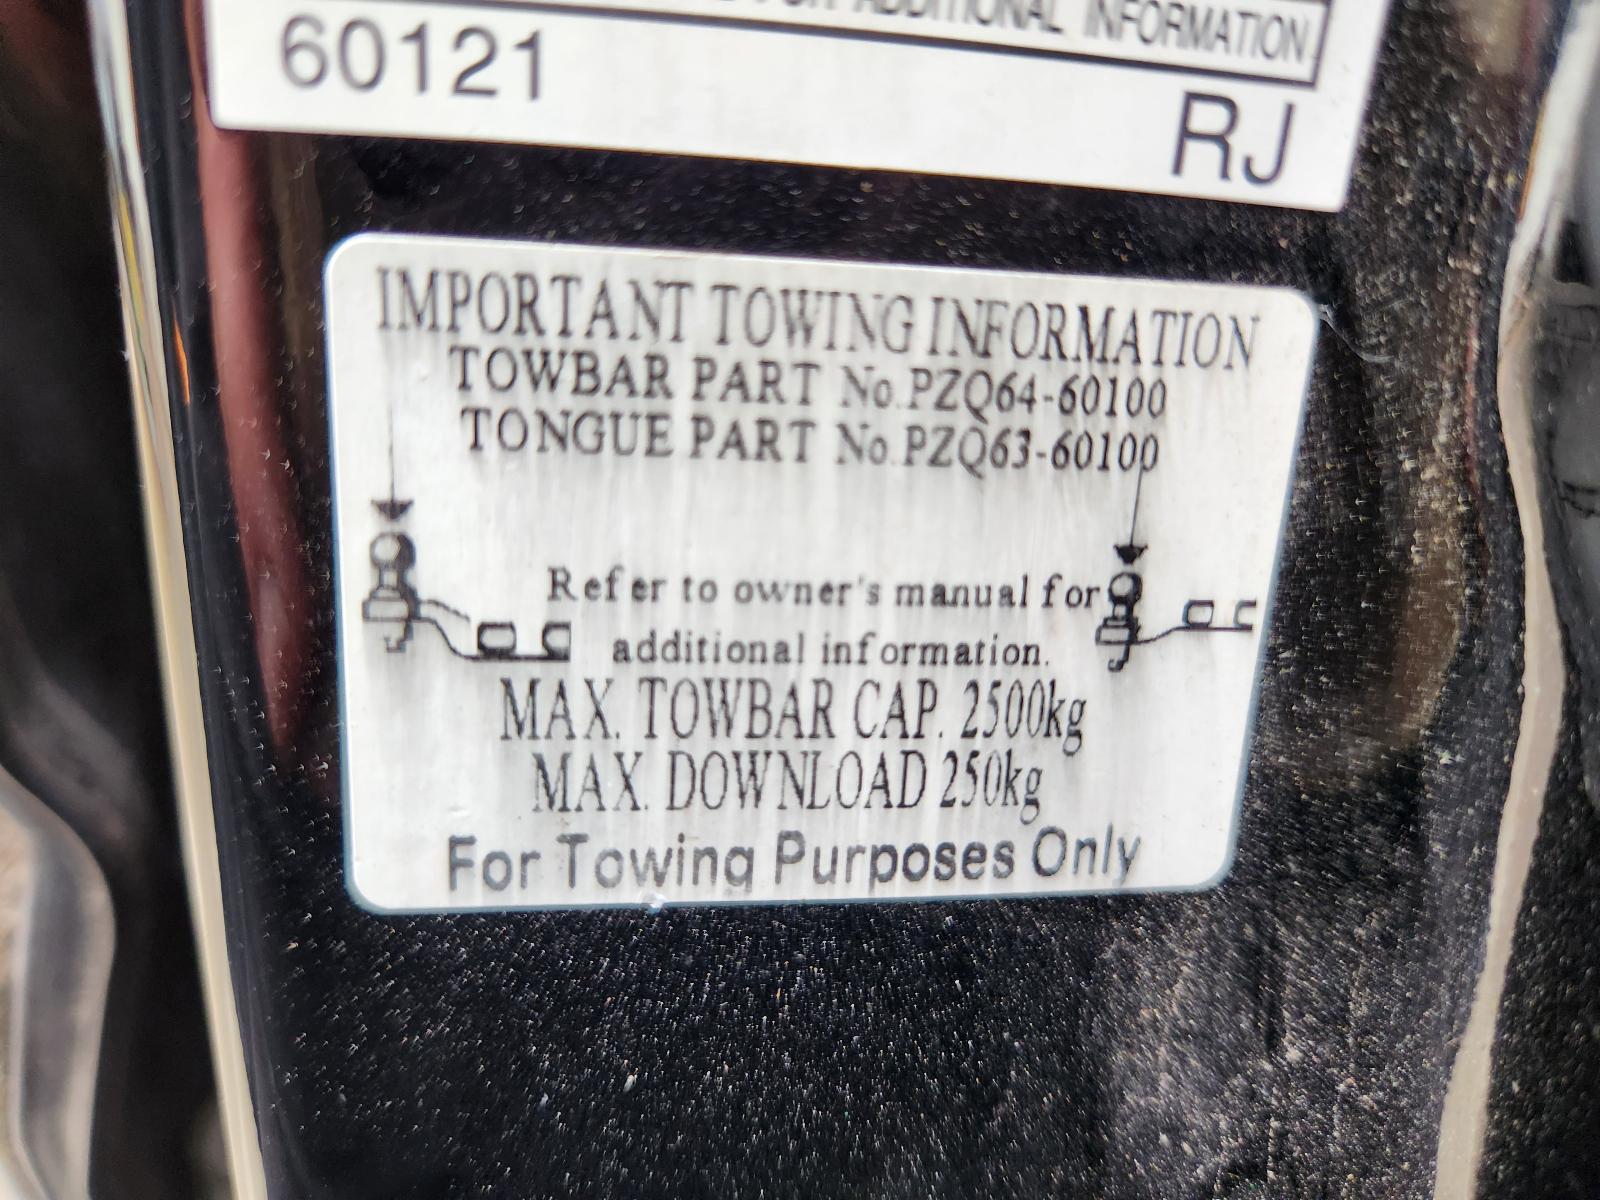 FOR ADDITIONAL INFORMATION.
60121
RJ
IMPORTANT TOWING INFORMATION
TOWBAR PART No.PZQ64-60100
TONGUE PART No.PZQ63-60100
Refer to owner's manual for
additional information.
MAX. TOWBAR CAP. 2500kg
MAX. DOWNLOAD 250kg
For Towing Purposes Only